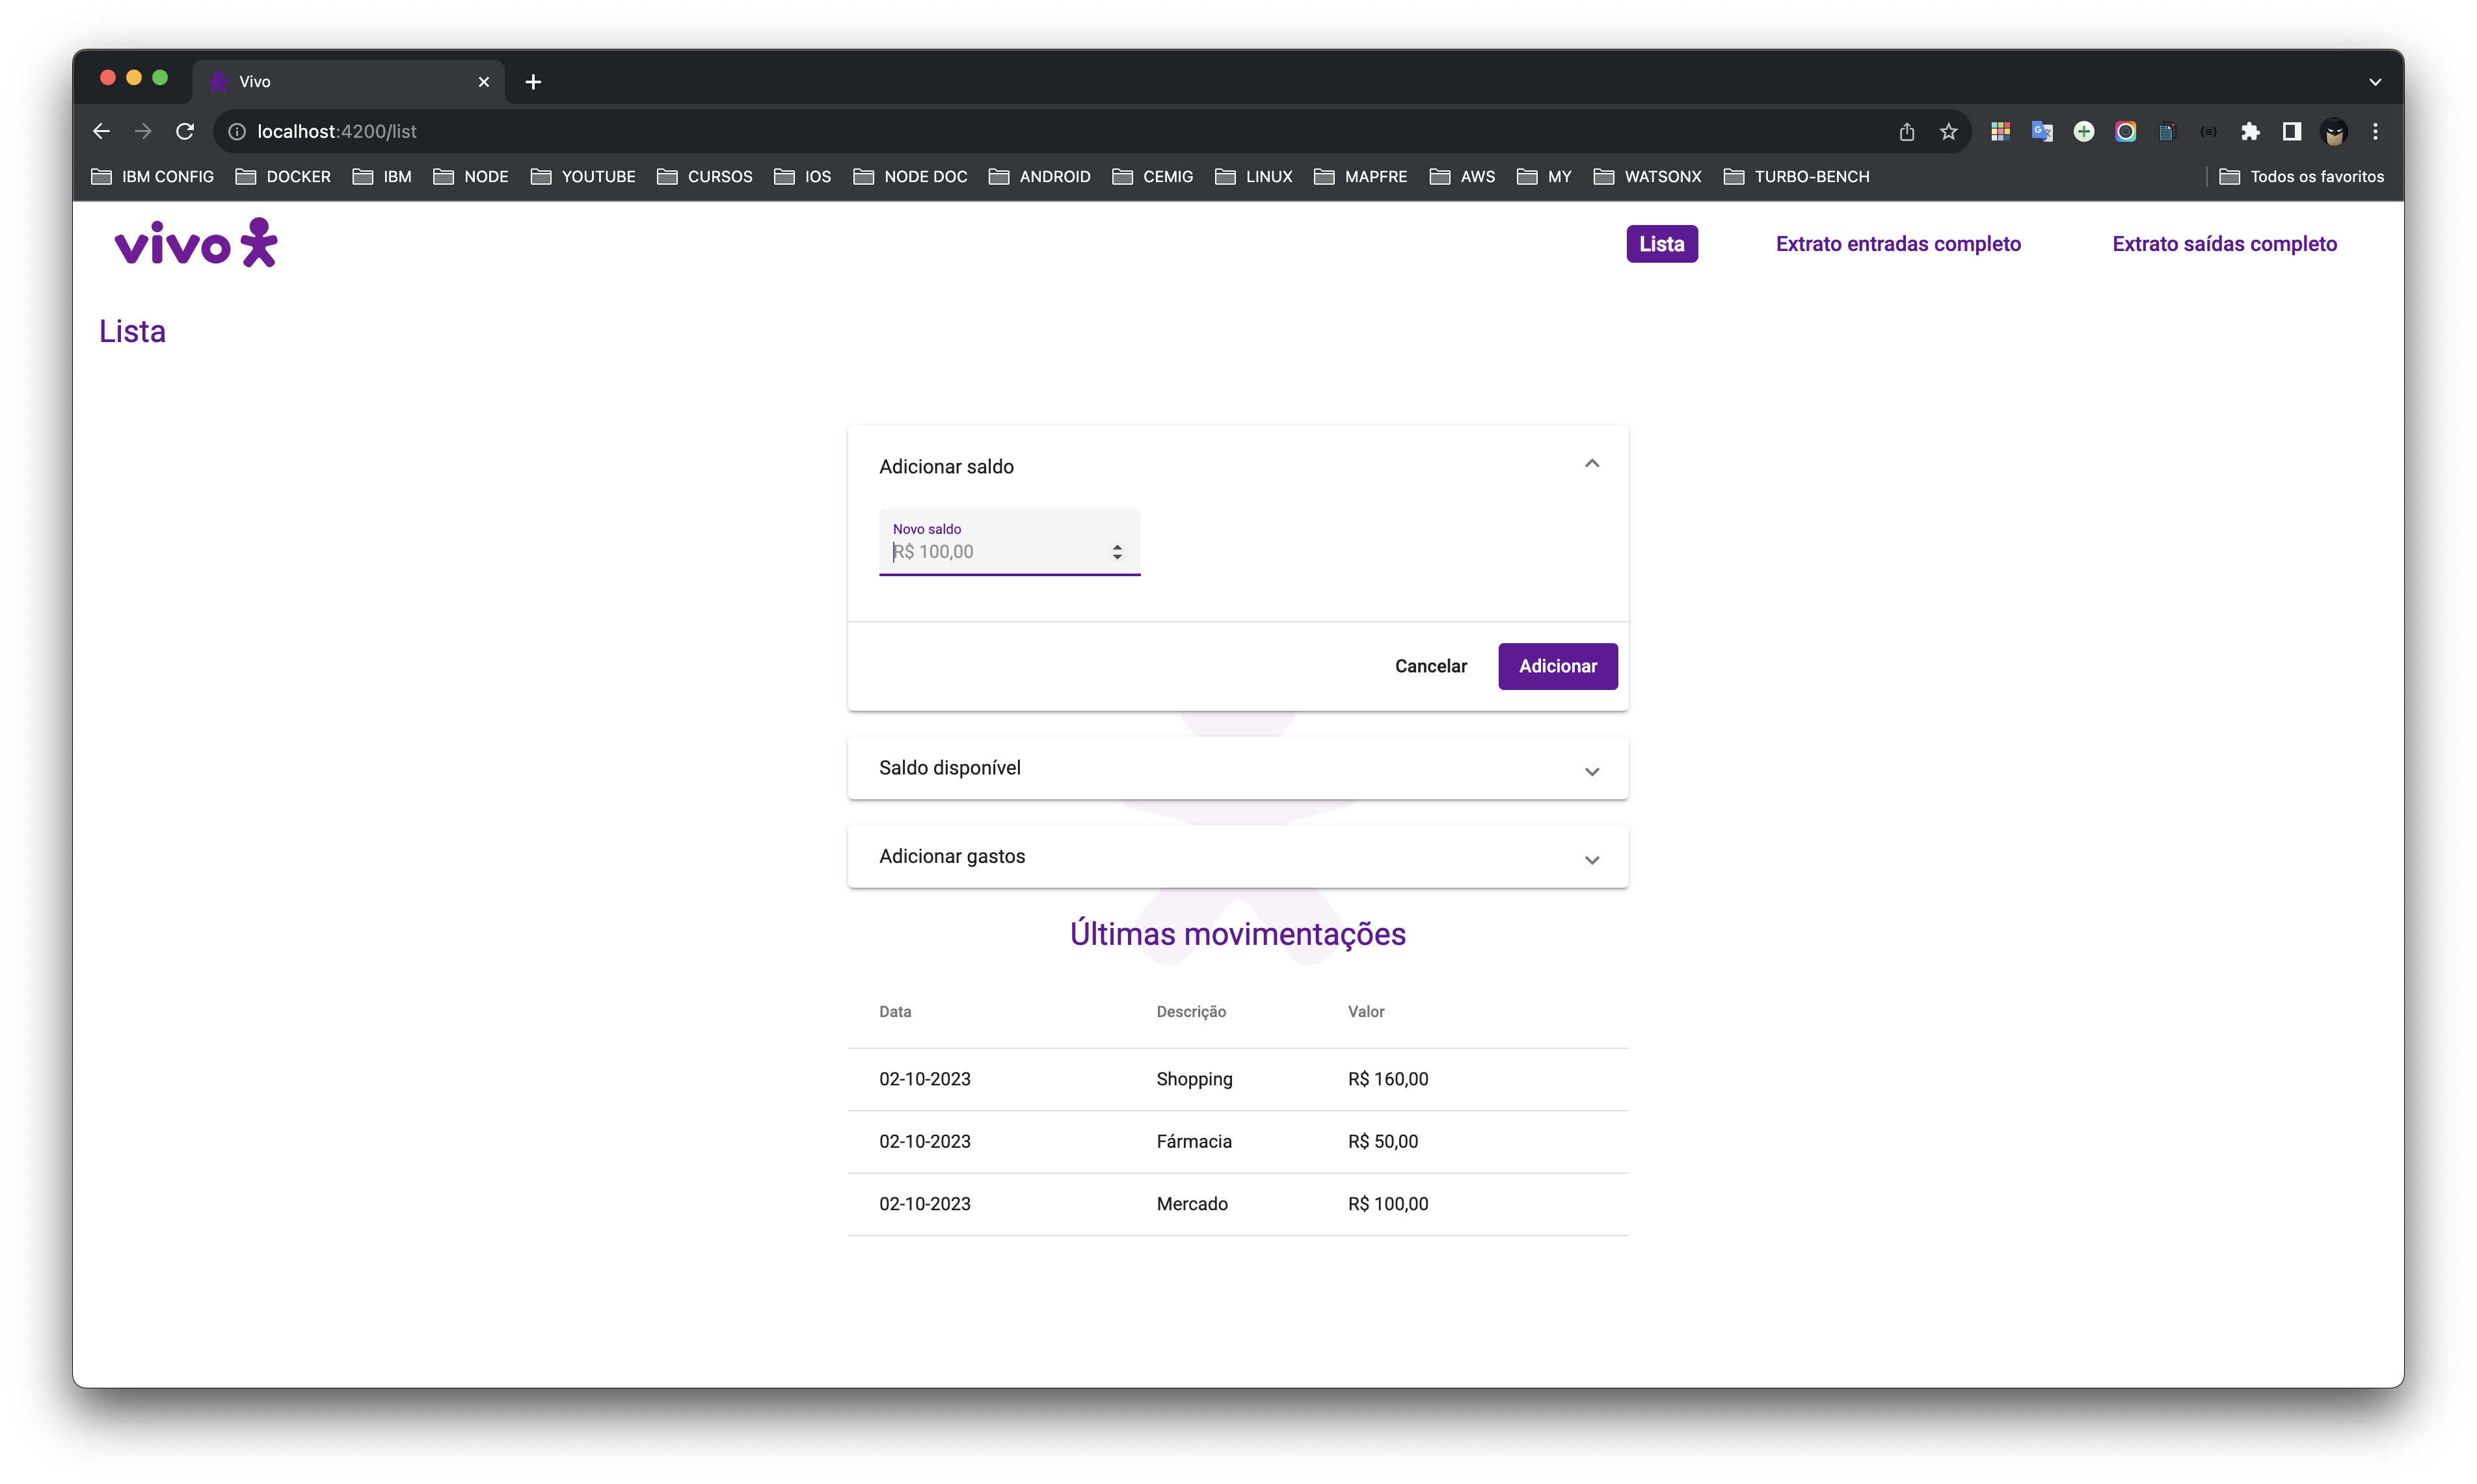 Vivo
localhost:4200/list
IBM CONFIG DOCKER IBM NODE YOUTUBE CURSOS IOS NODE DOC ANDROID CEMIG LINUX MAPFRE AWS MY WATSONX TURBO-BENCH Todos os favoritos
vivo Lista Extrato entradas completo Extrato saídas completo
Lista
Adicionar saldo
Novo saldo
R$ 100,00
Cancelar Adicionar
Saldo disponível
Adicionar gastos
Últimas movimentações
Data Descrição Valor
02-10-2023 Shopping R$ 160,00
02-10-2023 Fármacia R$ 50,00
02-10-2023 Mercado R$ 100,00